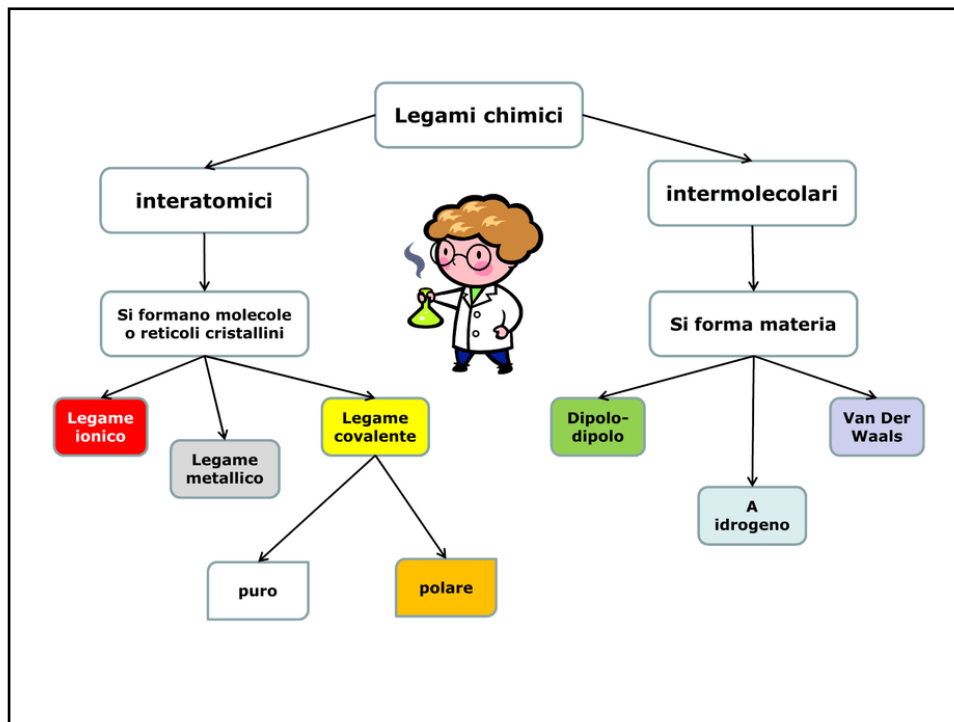 Legami chimici
interatomici
intermolecolari
Si formano molecole
o reticoli cristallini
Si forma materia
Legame
ionico
Legame
metallico
Legame
covalente
Dipolo-
dipolo
A
idrogeno
Van Der
Waals
puro
polare